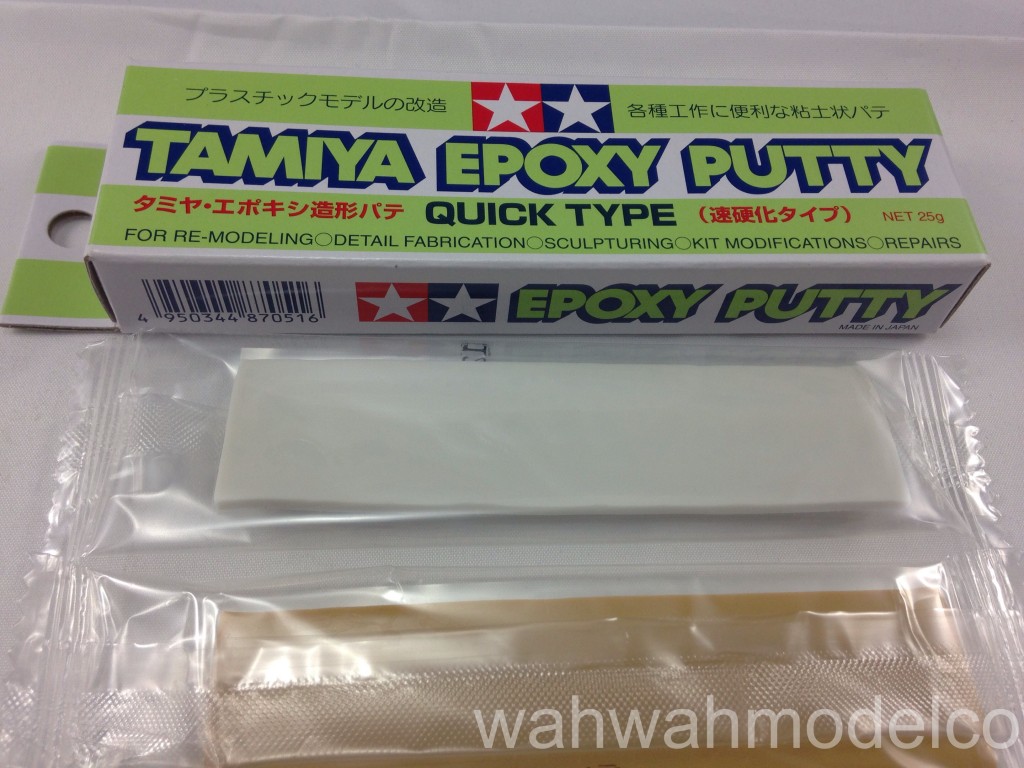 プラスチックモデルの改造
各種工作に便利な粘土状パテ
TAMIYA EPOXY PUTTY
タミヤ・エポキシ造形パテ QUICK TYPE (速硬化タイプ) NET 25g
FOR RE-MODELING○DETAIL FABRICATION○SCULPTURING○KIT MODIFICATIONS○REPAIRS
4 950344 870516
EPOXY PUTTY
MADE IN JAPAN
wahwahmodelco